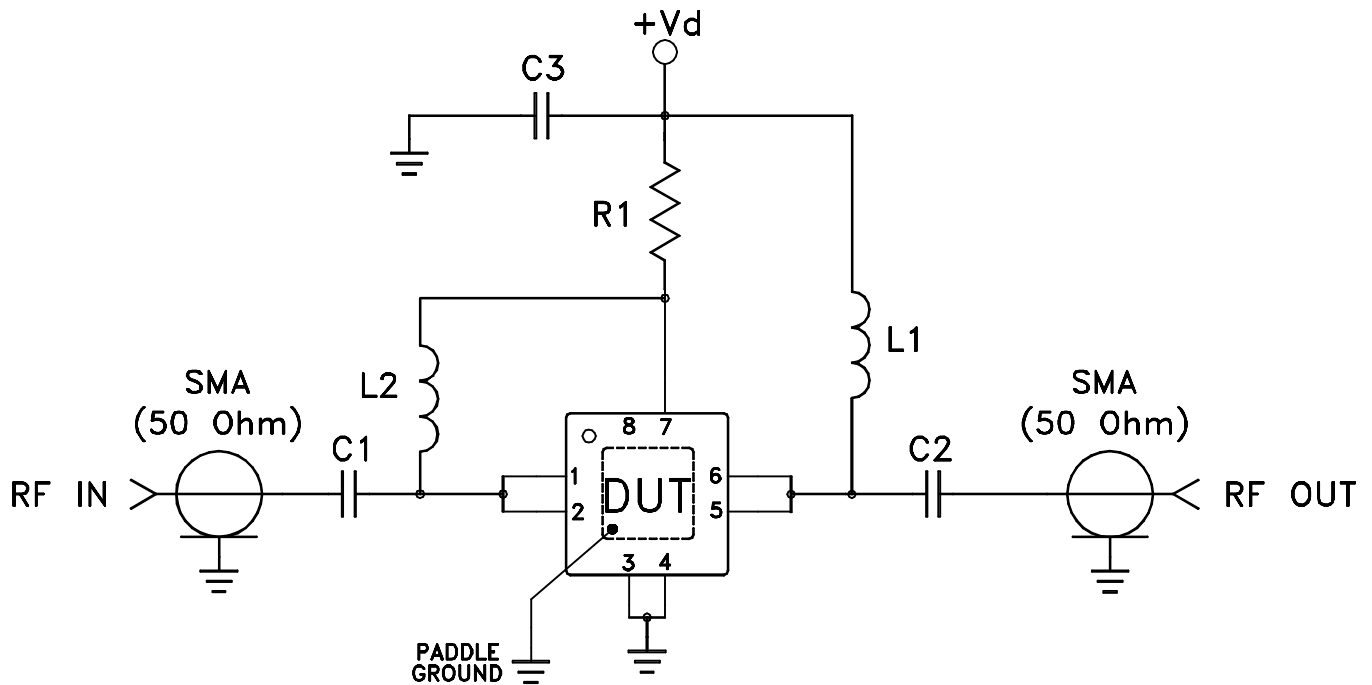 +Vd
C3
R1
L1
L2
SMA
(50 Ohm)
SMA
(50 Ohm)
C1
C2
8 7
1
6
RF IN
DUT
RF OUT
2
5
3 4
PADDLE
GROUND